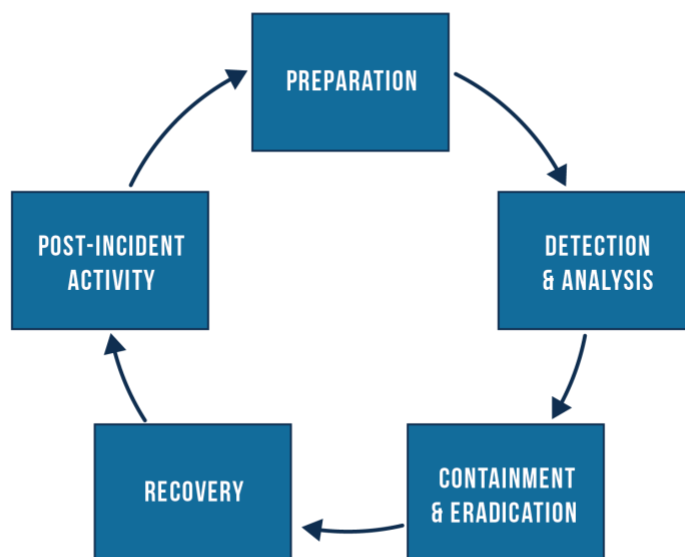 PREPARATION
DETECTION
& ANALYSIS
CONTAINMENT
& ERADICATION
RECOVERY
POST-INCIDENT
ACTIVITY